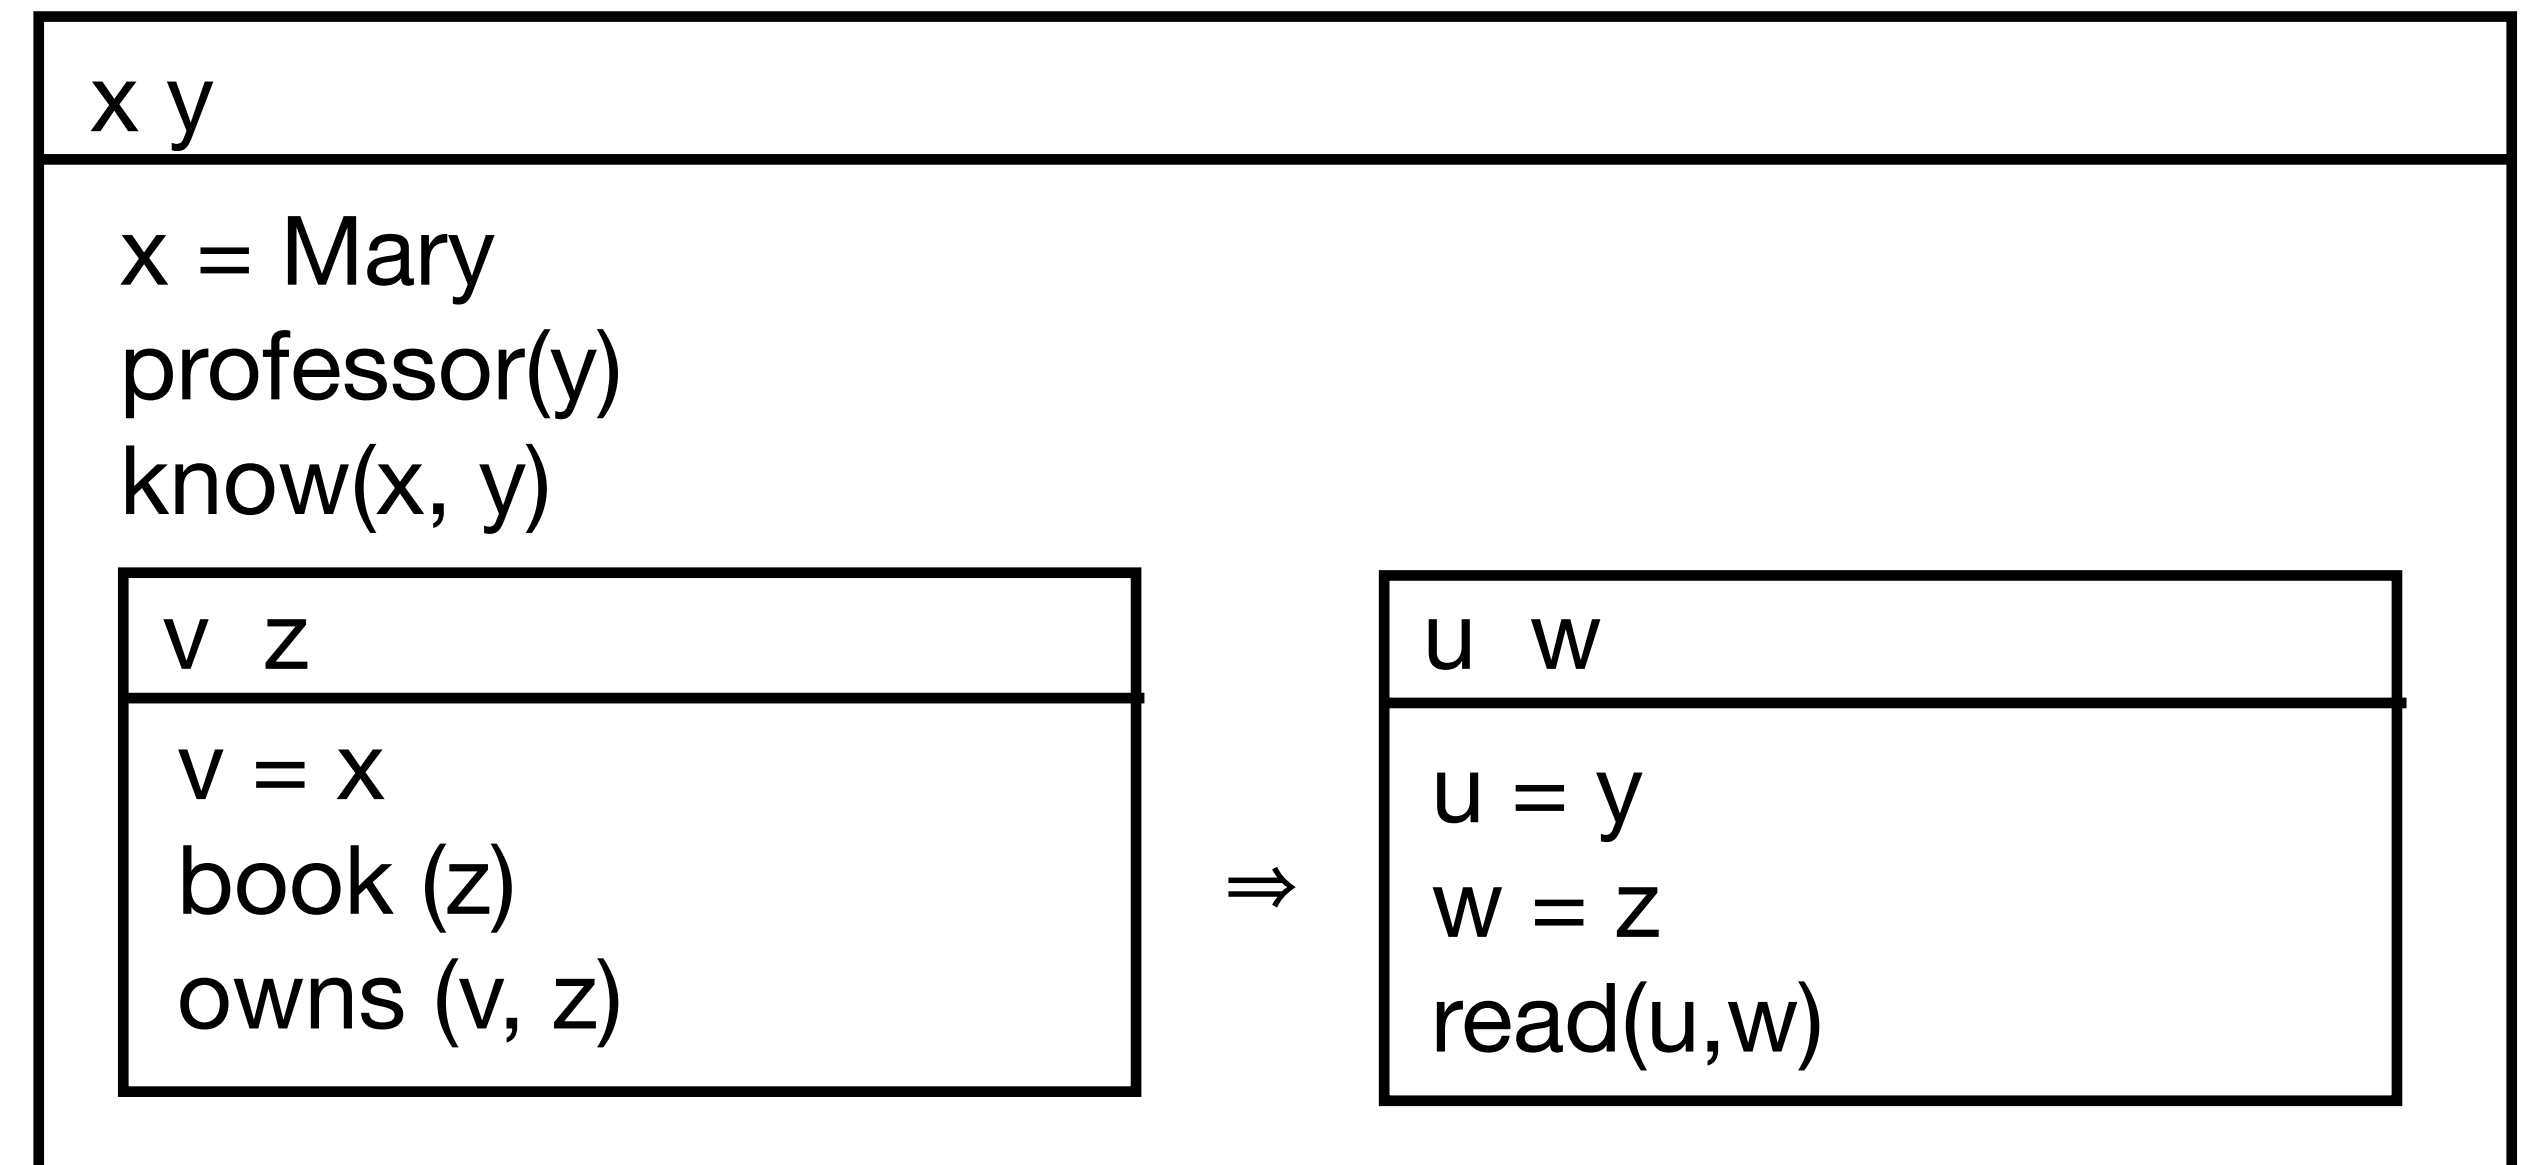 x y
x = Mary
professor(y)
know(x, y)
v z
v = x
book (z)
owns (v, z)
⇒
u w
u = y
w = z
read(u,w)